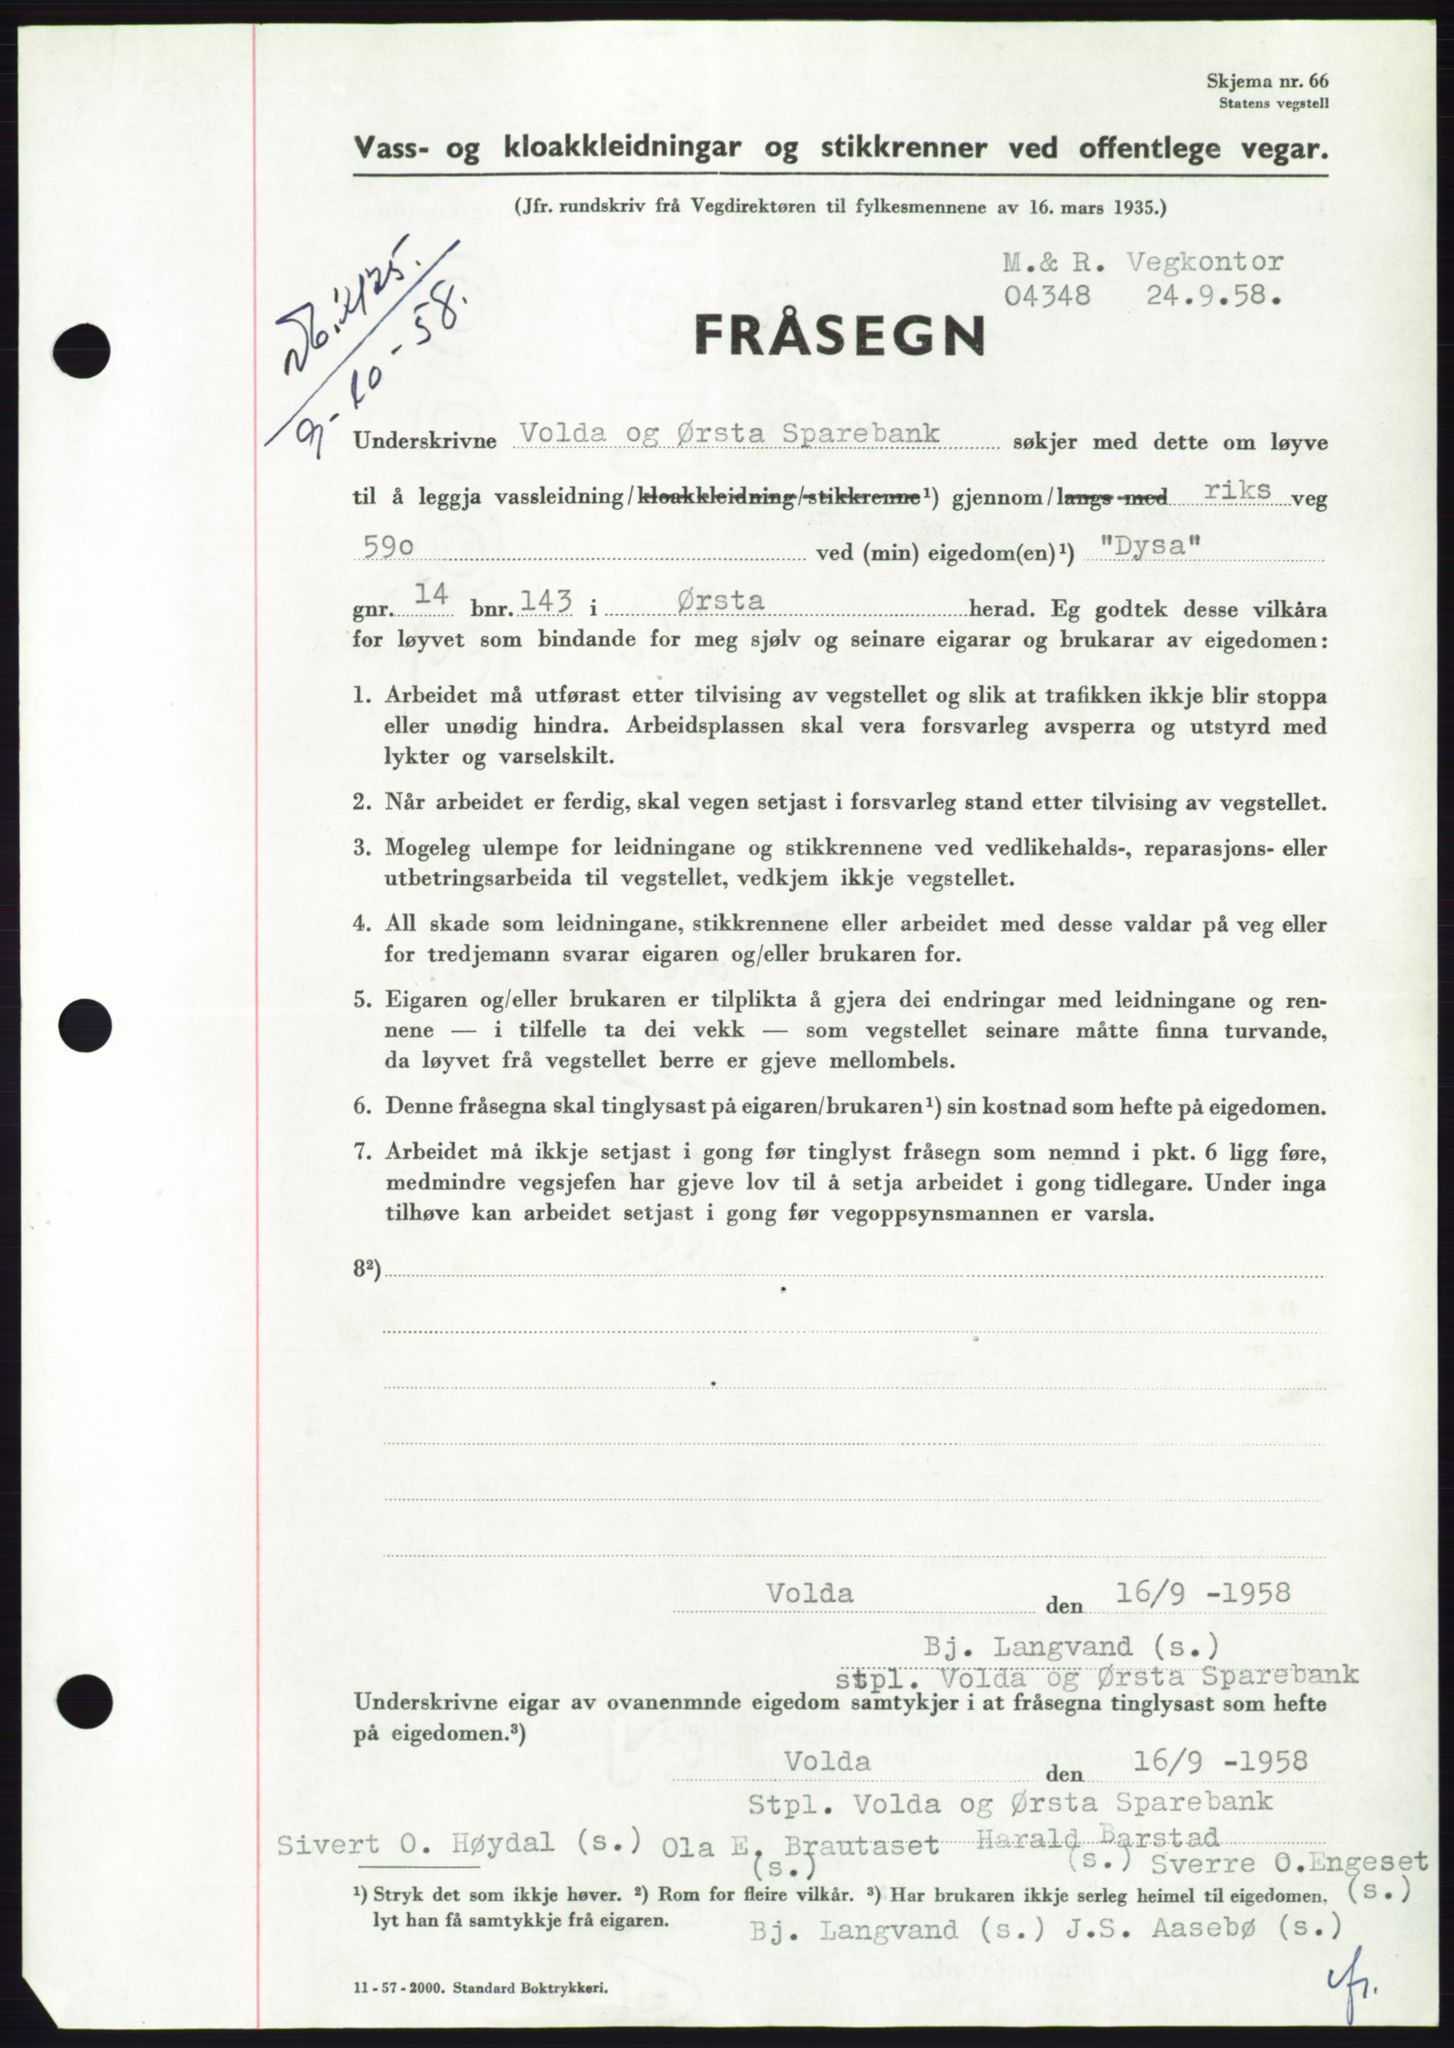 Skjema nr. 66
Statens vegstell
Vass- og kloakkleidningar og stikkrenner ved offentlege vegar.
(Jfr. rundskriv frå Vegdirektøren til fylkesmennene av 16. mars 1935.)
M.& R. Vegkontor
04348 24.9.58.
9-10-58.
FRÅSEGN
Underskrivne Volda og Ørsta Sparebank søkjer med dette om løyve
til å leggja vassleidning/kloakkleidning/stikkrenne¹) gjennom/langs med riks veg
590 ved (min) eigedom(en)¹) "Dysa"
gnr. 14 bnr. 143 i Ørsta herad. Eg godtek desse vilkåra
for løyvet som bindande for meg sjølv og seinare eigarar og brukarar av eigedomen:
1. Arbeidet må utførast etter tilvising av vegstellet og slik at trafikken ikkje blir stoppa
eller unødig hindra. Arbeidsplassen skal vera forsvarleg avsperra og utstyrd med
lykter og varselskilt.
2. Når arbeidet er ferdig, skal vegen setjast i forsvarleg stand etter tilvising av vegstellet.
3. Mogeleg ulempe for leidningane og stikkrennene ved vedlikehalds-, reparasjons- eller
utbetringsarbeida til vegstellet, vedkjem ikkje vegstellet.
4. All skade som leidningane, stikkrennene eller arbeidet med desse valdar på veg eller
for tredjemann svarar eigaren og/eller brukaren for.
5. Eigaren og/eller brukaren er tilplikta å gjera dei endringar med leidningane og ren-
nene — i tilfelle ta dei vekk — som vegstellet seinare måtte finna turvande,
da løyvet frå vegstellet berre er gjeve mellombels.
6. Denne fråsegna skal tinglysast på eigaren/brukaren¹) sin kostnad som hefte på eigedomen.
7. Arbeidet må ikkje setjast i gong før tinglyst fråsegn som nemnd i pkt. 6 ligg føre,
medmindre vegsjefen har gjeve lov til å setja arbeidet i gong tidlegare. Under inga
tilhøve kan arbeidet setjast i gong før vegoppsynsmannen er varsla.
8²)
Volda den 16/9 -1958
Bj. Langvand (s.)
stpl. Volda og Ørsta Sparebank
Underskrivne eigar av ovanenmnde eigedom samtykjer i at fråsegna tinglysast som hefte
på eigedomen.³)
Volda den 16/9 -1958
Stpl. Volda og Ørsta Sparebank
Sivert O. Høydal (s.) Ola E. Brautaset Harald Barstad
(s.) (s.) Sverre O.Engeset
¹) Stryk det som ikkje høver. ²) Rom for fleire vilkår. ³) Har brukaren ikkje serleg heimel til eigedomen, (s.)
lyt han få samtykkje frå eigaren.
Bj. Langvand (s.) J.S. Aasebø (s.)
11 - 57 - 2000. Standard Boktrykkeri.